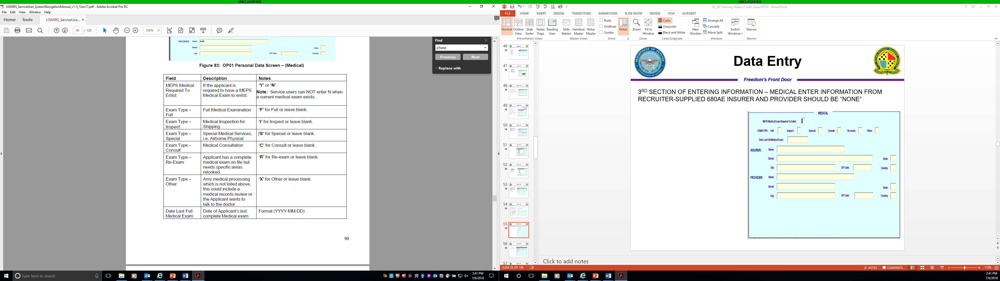 UNCLASSIFIED
USMIRS_ServiceUser_SystemNavigationManual_v1-5_1Jun17.pdf - Adobe Acrobat Pro DC
File Edit View Window Help
Home Tools USMIRS_ServiceUse... ×
90 / 128 100%
PROVIDER: Name: NONE
Street: State:
City: ZIP Code: Country:
Figure 83: OP01 Personal Data Screen – (Medical)
Field Description Notes
MEPS Medical Required To Enlist
If the applicant is required to have a MEPS Medical Exam to enlist.
‘Y’ or ‘N’.
Note: Service users can NOT enter N when a current medical exam exists.
Exam Type – Full
Full Medical Examination
‘F’ for Full or leave blank.
Exam Type – Inspect
Medical Inspection for Shipping
‘I’ for Inspect or leave blank.
Exam Type – Special
Special Medical Services, i.e. Airborne Physical
‘S’ for Special or leave blank.
Exam Type – Consult
Medical Consultation
‘C’ for Consult or leave blank.
Exam Type – Re-Exam
Applicant has a complete medical exam on file but needs specific areas relooked.
‘R’ for Re-exam or leave blank.
Exam Type – Other
Amy medical processing which is not listed above, this could include a medical records review or the Applicant wants to talk to the doctor
‘X’ for Other or leave blank.
Date Last Full Medical Exam:
Date of Applicant’s last complete Medical exam
Format (YYYY-MM-DD)
90
Find
phase
Previous Next
Replace with
Type here to search
2:41 PM
7/6/2018
UNCLASSIFIED
SL_GC Training Slides v1 with notes.PPTX - PowerPoint
FILE HOME INSERT DESIGN TRANSITIONS ANIMATIONS SLIDE SHOW REVIEW VIEW ACROBAT
Normal Outline View Slide Sorter Notes Page Reading View
Presentation Views
Slide Master Handout Master Notes Master
Master Views
Ruler
Gridlines
Guides
Show
Notes
Zoom Fit to Window
Zoom
Color
Grayscale
Black and White
Color/Grayscale
New Window
Arrange All
Cascade
Move Split
Window
Switch Windows
Macros
Macros
46
47
48
49
50
51
52
53
54
55
56
57
DEPARTMENT OF DEFENSE
UNITED STATES OF AMERICA
Data Entry
DEPARTMENT OF DEFENSE
Freedom’s Front Door
3RD SECTION OF ENTERING INFORMATION – MEDICAL ENTER INFORMATION FROM
RECRUITER-SUPPLIED 680AE INSURER AND PROVIDER SHOULD BE “NONE”
MEDICAL
MEPS Medical Exam Required To Enlist:
EXAM TYPE: Full: Inspect: Special: Consult: Re-exam: Other:
Date Last Full Medical Exam:
INSURER: Name:
Street: State:
City: ZIP Code: Country:
PROVIDER: Name:
Street: State:
City: ZIP Code: Country:
Click to add notes
SLIDE 55 OF 106 NOTES COMMENTS 110%
2:41 PM
7/6/2018